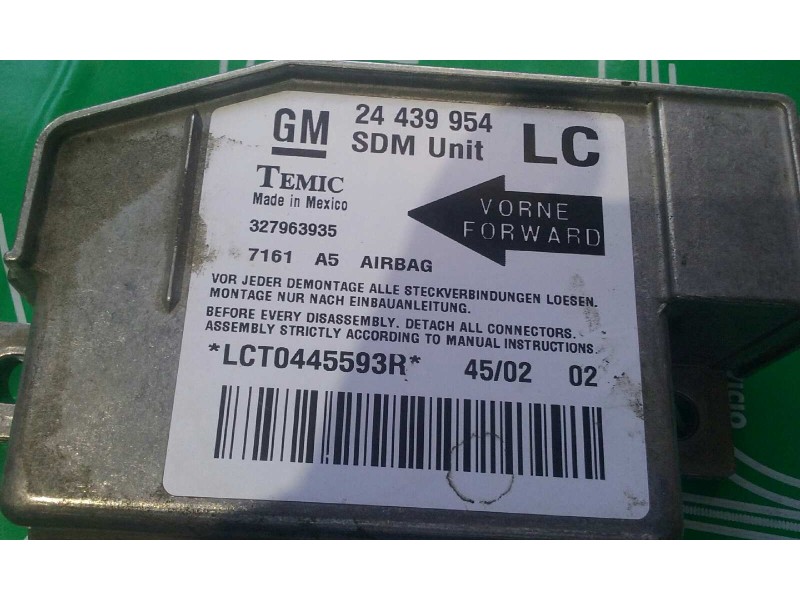 GM 24 439 954 LC
SDM Unit
TEMIC
Made in Mexico
VORNE
FORWARD
327963935
7161 A5 AIRBAG
VOR JEDER DEMONTAGE ALLE STECKVERBINDUNGEN LOESEN.
MONTAGE NUR NACH EINBAUANLEITUNG.
BEFORE EVERY DISASSEMBLY. DETACH ALL CONNECTORS.
ASSEMBLY STRICTLY ACCORDING TO MANUAL INSTRUCTIONS
*LCT0445593R* 45/02 02